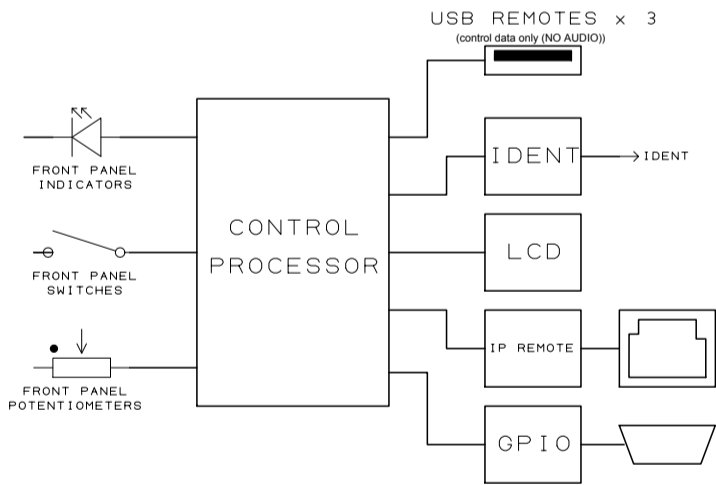 USB REMOTES x 3
(control data only (NO AUDIO))
FRONT PANEL
INDICATORS
IDENT
IDENT
CONTROL
PROCESSOR
LCD
FRONT PANEL
SWITCHES
IP REMOTE
FRONT PANEL
POTENTIOMETERS
GPIO